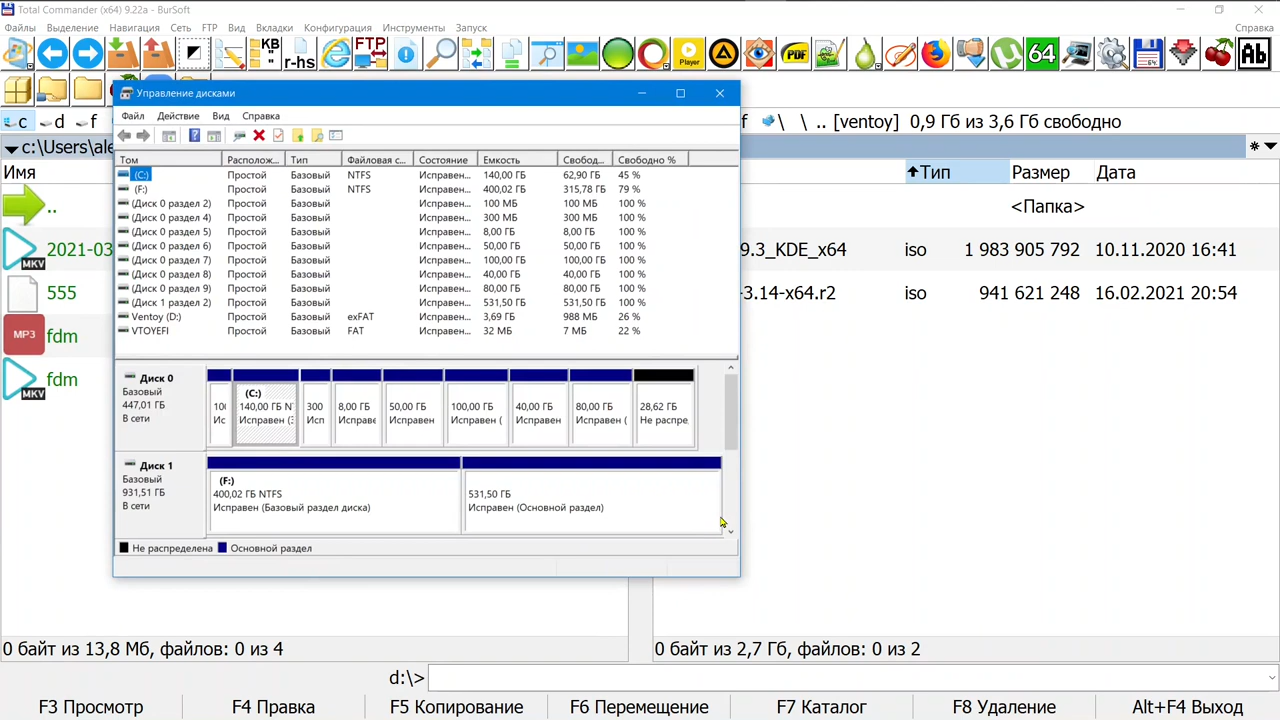 Total Commander (x64) 9.22a - BurSoft
Файлы Выделение Навигация Сеть FTP Вид Вкладки Конфигурация Инструменты Запуск Справка
KB
r-hs
FTP
Player
PDF
64
Ab
c d f
f \ \ .. [ventoy] 0,9 Гб из 3,6 Гб свободно
c:\Users\ale
Имя
Тип Размер Дата
..
<Папка>
MKV
2021-03
9.3_KDE_x64 iso 1 983 905 792 10.11.2020 16:41
555
-3.14-x64.r2 iso 941 621 248 16.02.2021 20:54
MP3
fdm
MKV
fdm
Управление дисками
Файл Действие Вид Справка
Том Располож... Тип Файловая с... Состояние Емкость Свобод... Свободно %
(C:) Простой Базовый NTFS Исправен... 140,00 ГБ 62,90 ГБ 45 %
(F:) Простой Базовый NTFS Исправен... 400,02 ГБ 315,78 ГБ 79 %
(Диск 0 раздел 2) Простой Базовый Исправен... 100 МБ 100 МБ 100 %
(Диск 0 раздел 4) Простой Базовый Исправен... 300 МБ 300 МБ 100 %
(Диск 0 раздел 5) Простой Базовый Исправен... 8,00 ГБ 8,00 ГБ 100 %
(Диск 0 раздел 6) Простой Базовый Исправен... 50,00 ГБ 50,00 ГБ 100 %
(Диск 0 раздел 7) Простой Базовый Исправен... 100,00 ГБ 100,00 ГБ 100 %
(Диск 0 раздел 8) Простой Базовый Исправен... 40,00 ГБ 40,00 ГБ 100 %
(Диск 0 раздел 9) Простой Базовый Исправен... 80,00 ГБ 80,00 ГБ 100 %
(Диск 1 раздел 2) Простой Базовый Исправен... 531,50 ГБ 531,50 ГБ 100 %
Ventoy (D:) Простой Базовый exFAT Исправен... 3,69 ГБ 988 МБ 26 %
VTOYEFI Простой Базовый FAT Исправен... 32 МБ 7 МБ 22 %
Диск 0
Базовый
447,01 ГБ
В сети
(C:)
10( 140,00 ГБ N 300 8,00 ГБ 50,00 ГБ 100,00 ГБ 40,00 ГБ 80,00 ГБ 28,62 ГБ
Ис Исправен (З Исп Исправе Исправен Исправен ( Исправен Исправен ( Не распре
Диск 1
Базовый
931,51 ГБ
В сети
(F:)
400,02 ГБ NTFS
Исправен (Базовый раздел диска)
531,50 ГБ
Исправен (Основной раздел)
Не распределена Основной раздел
0 байт из 13,8 Мб, файлов: 0 из 4
0 байт из 2,7 Гб, файлов: 0 из 2
d:\>
F3 Просмотр F4 Правка F5 Копирование F6 Перемещение F7 Каталог F8 Удаление Alt+F4 Выход